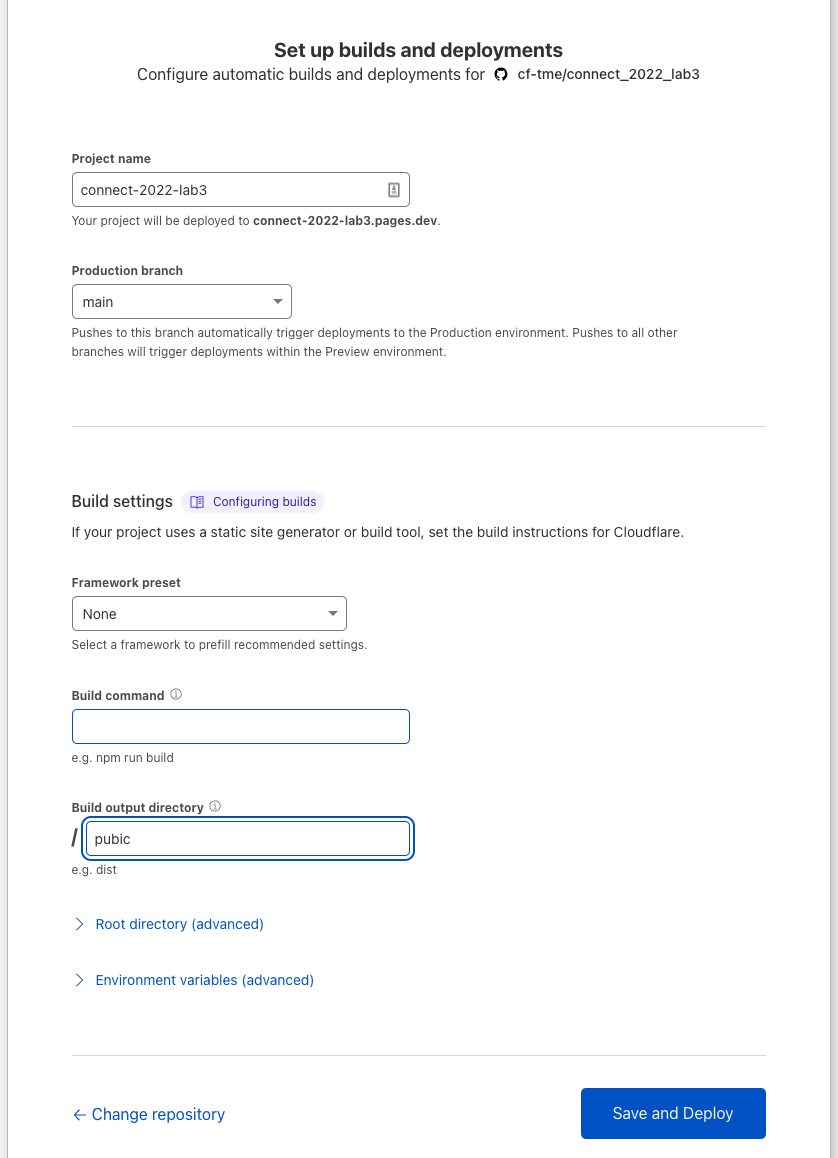 Set up builds and deployments
Configure automatic builds and deployments for cf-tme/connect_2022_lab3
Project name
connect-2022-lab3
Your project will be deployed to connect-2022-lab3.pages.dev.
Production branch
main
Pushes to this branch automatically trigger deployments to the Production environment. Pushes to all other
branches will trigger deployments within the Preview environment.
Build settings Configuring builds
If your project uses a static site generator or build tool, set the build instructions for Cloudflare.
Framework preset
None
Select a framework to prefill recommended settings.
Build command
e.g. npm run build
Build output directory
/ pubic
e.g. dist
Root directory (advanced)
Environment variables (advanced)
← Change repository
Save and Deploy